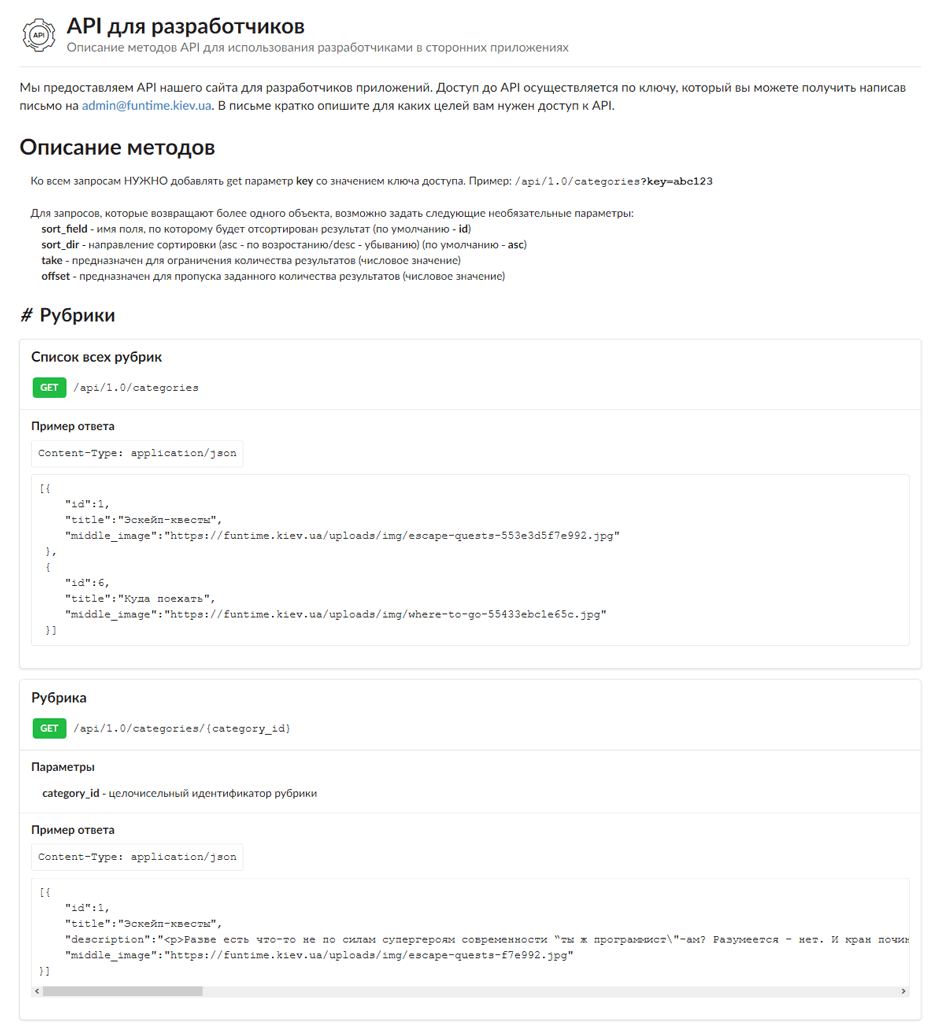 API
API для разработчиков
Описание методов API для использования разработчиками в сторонних приложениях
Мы предоставляем API нашего сайта для разработчиков приложений. Доступ до API осуществляется по ключу, который вы можете получить написав
письмо на admin@funtime.kiev.ua. В письме кратко опишите для каких целей вам нужен доступ к API.
Описание методов
Ко всем запросам НУЖНО добавлять get параметр key со значением ключа доступа. Пример: /api/1.0/categories?key=abc123
Для запросов, которые возвращают более одного объекта, возможно задать следующие необязательные параметры:
sort_field - имя поля, по которому будет отсортирован результат (по умолчанию - id)
sort_dir - направление сортировки (asc - по возростанию/desc - убыванию) (по умолчанию - asc)
take - предназначен для ограничения количества результатов (числовое значение)
offset - предназначен для пропуска заданного количества результатов (числовое значение)
# Рубрики
Список всех рубрик
GET /api/1.0/categories
Пример ответа
Content-Type: application/json
[{
"id":1,
"title":"Эскейп-квесты",
"middle_image":"https://funtime.kiev.ua/uploads/img/escape-quests-553e3d5f7e992.jpg"
},
{
"id":6,
"title":"Куда поехать",
"middle_image":"https://funtime.kiev.ua/uploads/img/where-to-go-55433ebc1e65c.jpg"
}]
Рубрика
GET /api/1.0/categories/{category_id}
Параметры
category_id - целочисельный идентификатор рубрики
Пример ответа
Content-Type: application/json
[{
"id":1,
"title":"Эскейп-квесты",
"description":"<p>Разве есть что-то не по силам супергероям современности “ты ж программист\"-ам? Разумеется – нет. И кран почин
"middle_image":"https://funtime.kiev.ua/uploads/img/escape-quests-f7e992.jpg"
}]